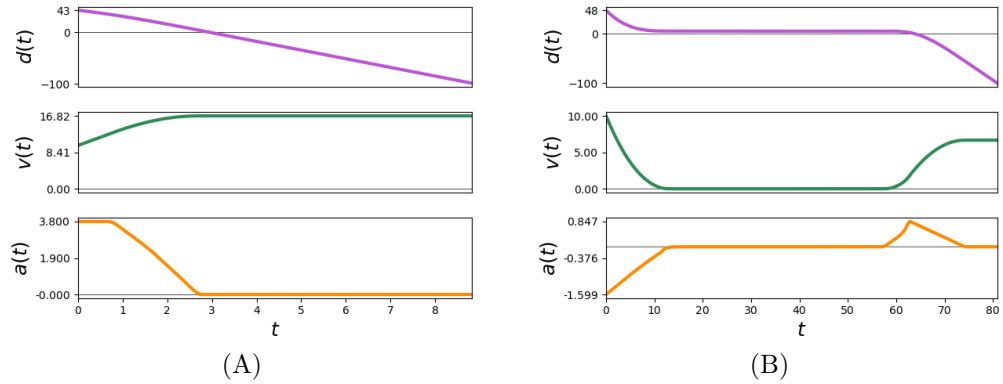 43
0
−100
d(t)
16.82
8.41
0.00
v(t)
3.800
1.900
-0.000
a(t)
0 1 2 3 4 5 6 7 8
t
(A)
48
0
−100
d(t)
10.00
5.00
0.00
v(t)
0.847
-0.376
-1.599
a(t)
0 10 20 30 40 50 60 70 80
t
(B)